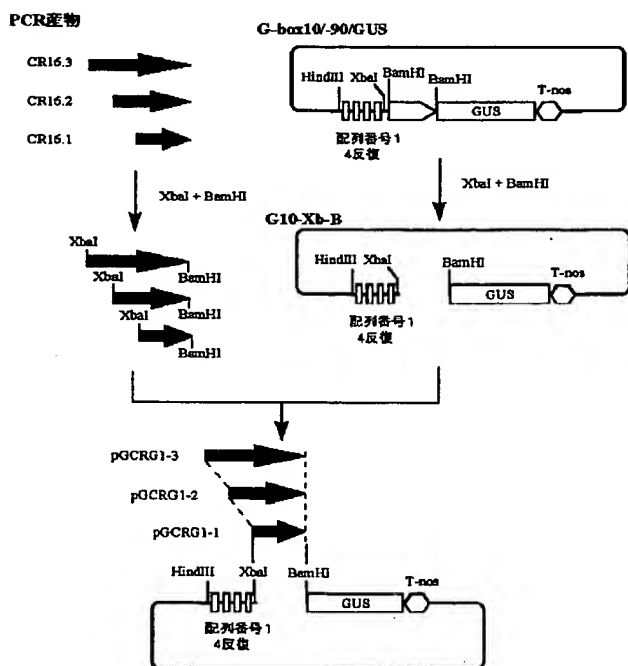 PCR産物
CR16.3
CR16.2
CR16.1
XbaI + BamHI
XbaI
XbaI
XbaI
BamHI
BamHI
BamHI
G-box10/-90/GUS
HindIII XbaI BamHI BamHI
T-nos
GUS
配列番号1
4反復
XbaI + BamHI
G10-Xb-B
HindIII XbaI BamHI
T-nos
GUS
配列番号1
4反復
pGCRG1-3
pGCRG1-2
pGCRG1-1
HindIII XbaI BamHI
T-nos
GUS
配列番号1
4反復